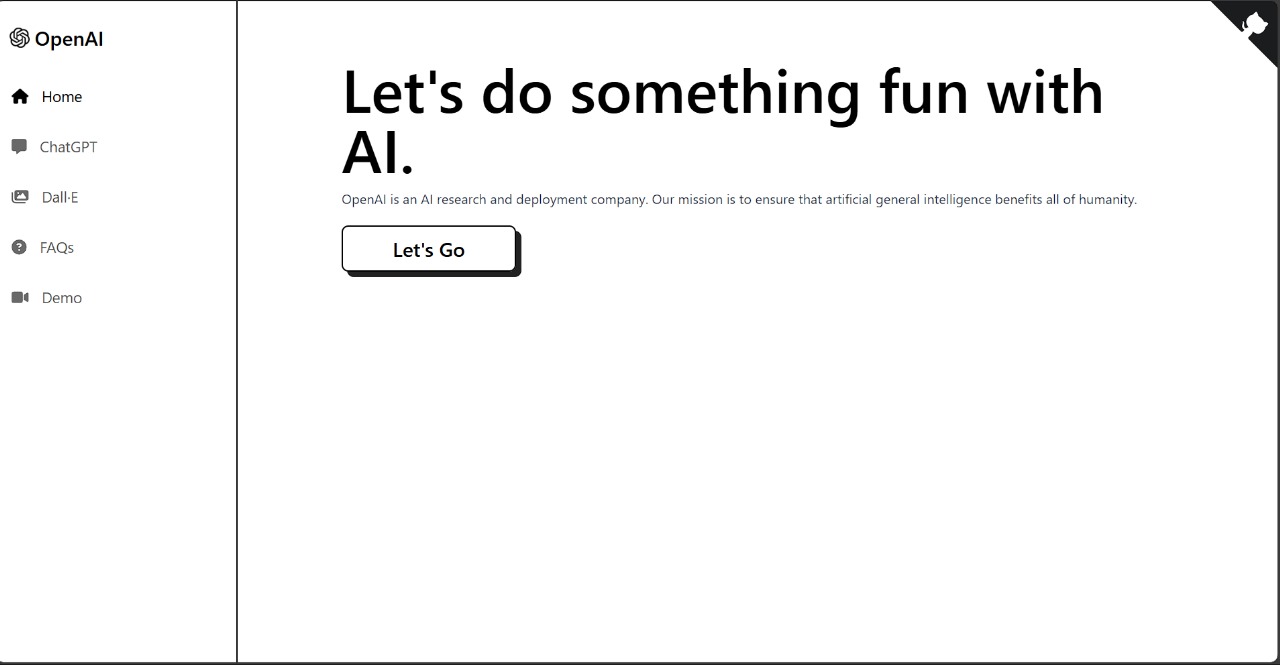 OpenAI
Home
ChatGPT
Dall·E
FAQs
Demo
Let's do something fun with
AI.
OpenAI is an AI research and deployment company. Our mission is to ensure that artificial general intelligence benefits all of humanity.
Let's Go